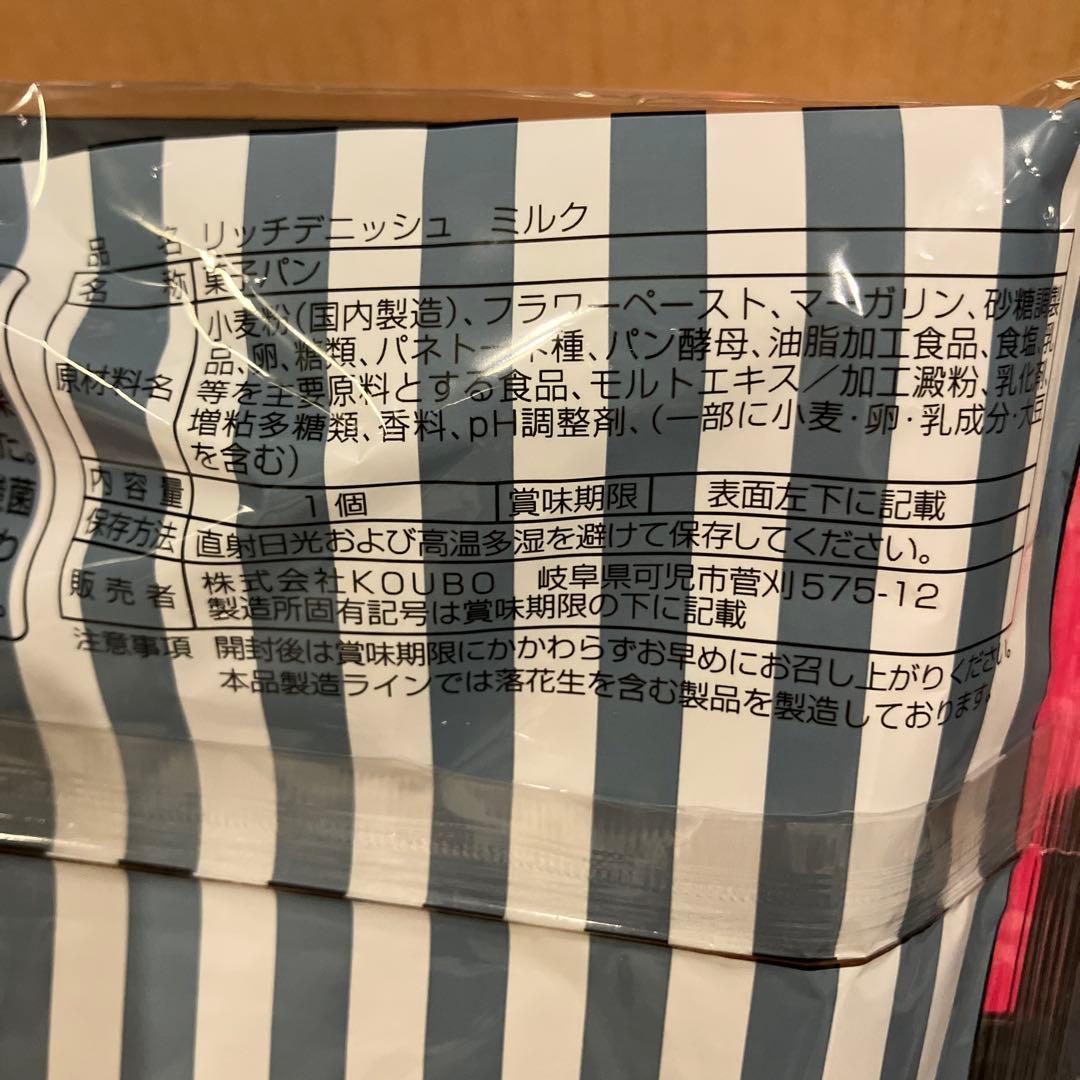 品名 リッチデニッシュ ミルク
名称 菓子パン
原材料名 小麦粉(国内製造)、フラワーペースト、マーガリン、砂糖調製
品、卵、糖類、パネトーネ種、パン酵母、油脂加工食品、食塩、乳
等を主要原料とする食品、モルトエキス/加工澱粉、乳化剤、
増粘多糖類、香料、pH調整剤、(一部に小麦・卵・乳成分・大豆
を含む)
内容量 1個 賞味期限 表面左下に記載
保存方法 直射日光および高温多湿を避けて保存してください。
販売者 株式会社KOUBO 岐阜県可児市菅刈575-12
製造所固有記号は賞味期限の下に記載
注意事項 開封後は賞味期限にかかわらずお早めにお召し上がりください。
本品製造ラインでは落花生を含む製品を製造しております。